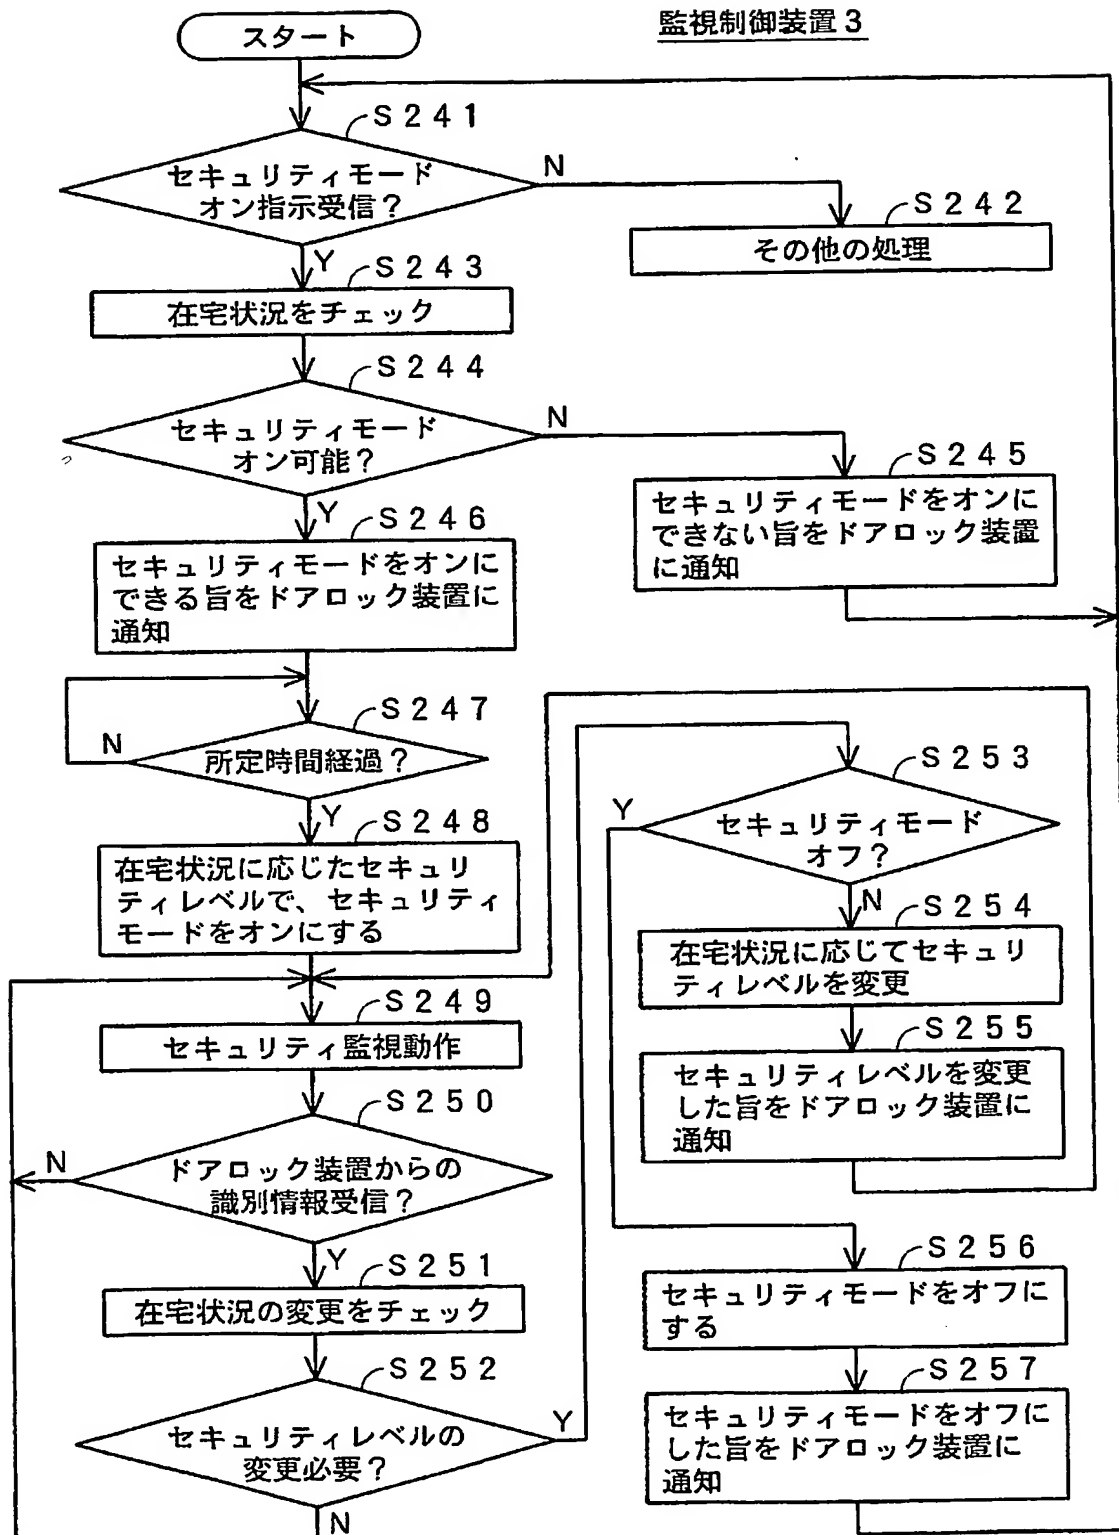 監視制御装置3
スタート
S241
セキュリティモード
オン指示受信？
N
S242
その他の処理
Y
S243
在宅状況をチェック
S244
セキュリティモード
オン可能？
N
S245
セキュリティモードをオンに
できない旨をドアロック装置
に通知
Y
S246
セキュリティモードをオンに
できる旨をドアロック装置に
通知
S247
所定時間経過？
N
Y
S248
在宅状況に応じたセキュリ
ティレベルで、セキュリティ
モードをオンにする
S249
セキュリティ監視動作
S250
ドアロック装置からの
識別情報受信？
N
Y
S251
在宅状況の変更をチェック
S252
セキュリティレベルの
変更必要？
Y
N
S253
セキュリティモード
オフ？
Y
N
S254
在宅状況に応じてセキュリ
ティレベルを変更
S255
セキュリティレベルを変更
した旨をドアロック装置に
通知
S256
セキュリティモードをオフに
する
S257
セキュリティモードをオフに
した旨をドアロック装置に
通知